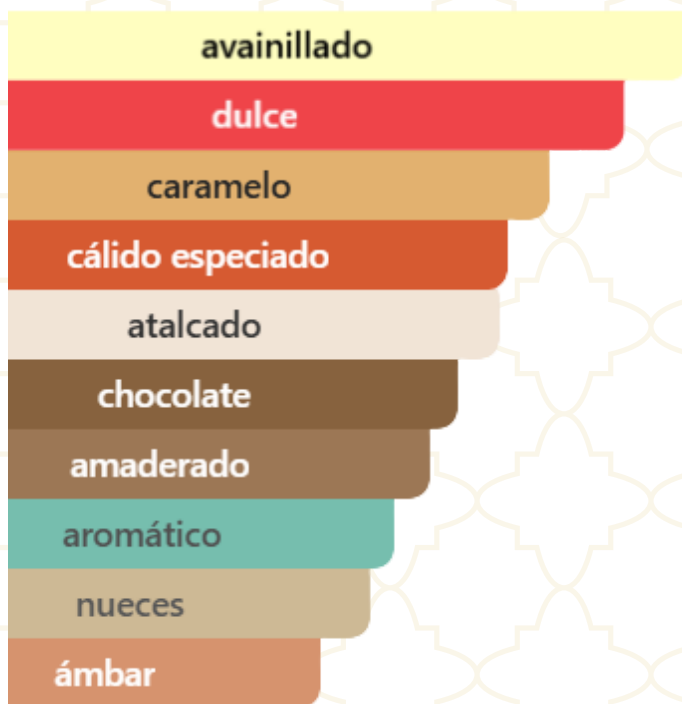 avainillado
dulce
caramelo
cálido especiado
atalcado
chocolate
amaderado
aromático
nueces
ámbar